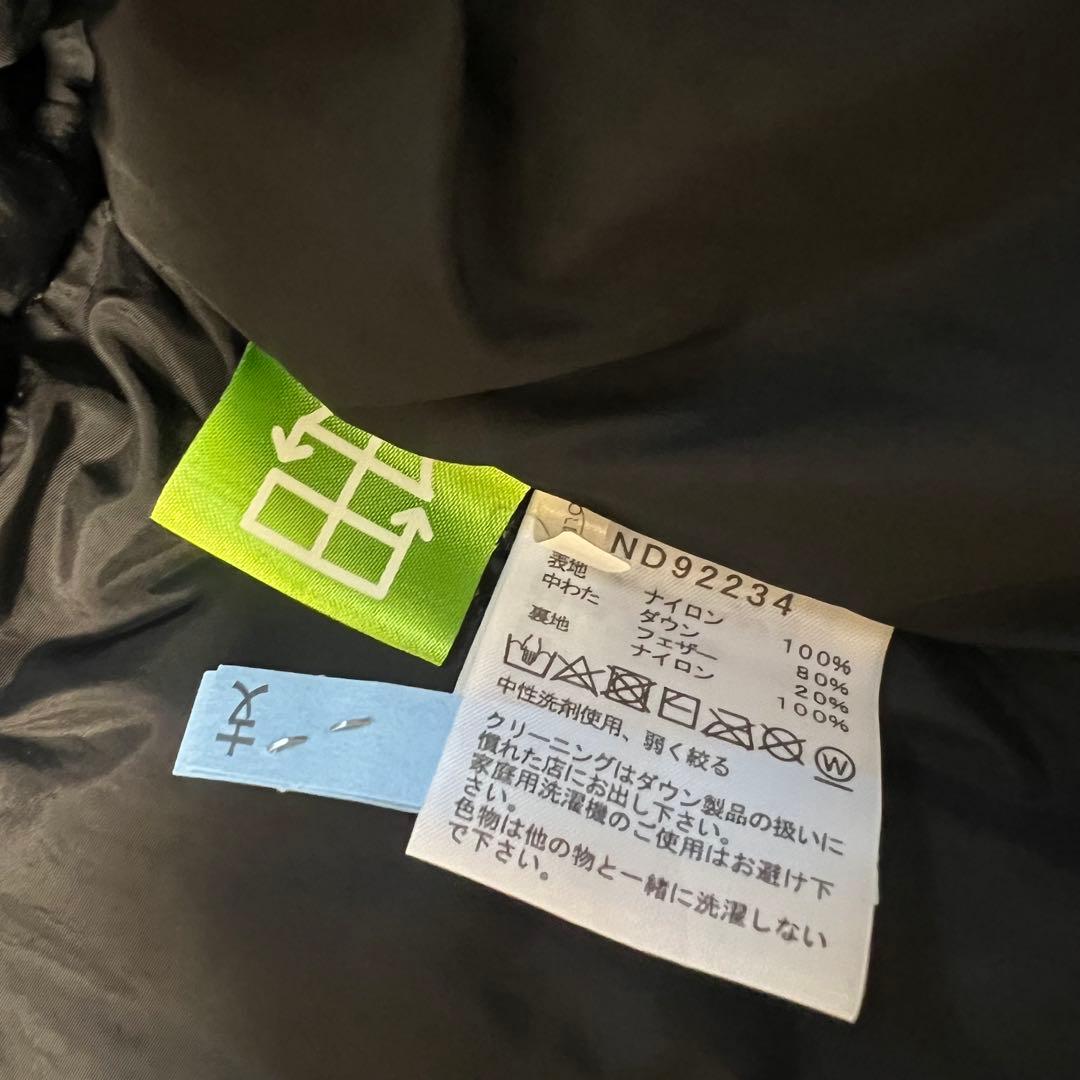 ND92234
表地 ナイロン 100%
中わた ダウン 80%
フェザー 20%
裏地 ナイロン 100%
W
中性洗剤使用、弱く絞る
クリーニングはダウン製品の扱いに
慣れた店にお出し下さい。
家庭用洗濯機のご使用はお避け下
さい。
色物は他の物と一緒に洗濯しない
で下さい。